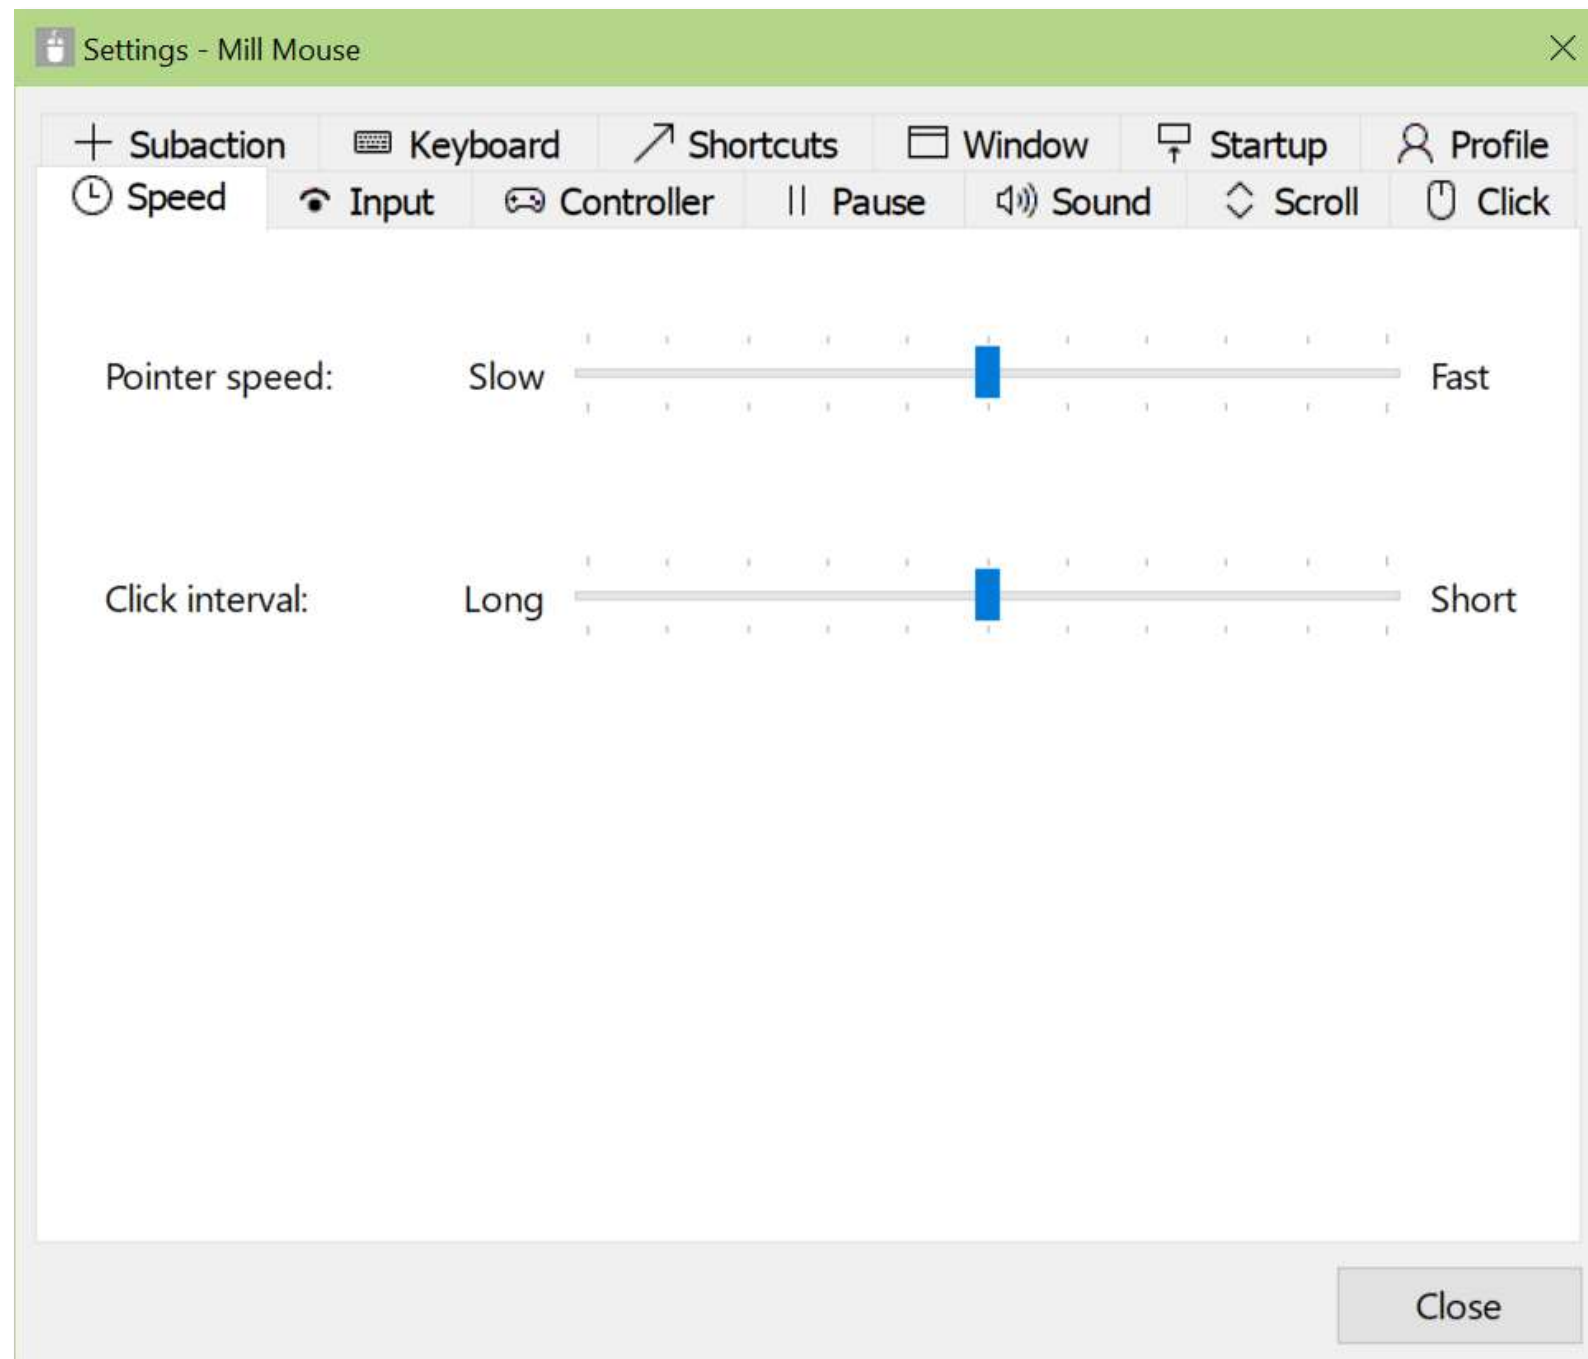 Settings - Mill Mouse
Subaction Keyboard Shortcuts Window Startup Profile
Speed Input Controller Pause Sound Scroll Click
Pointer speed: Slow Fast
Click interval: Long Short
Close